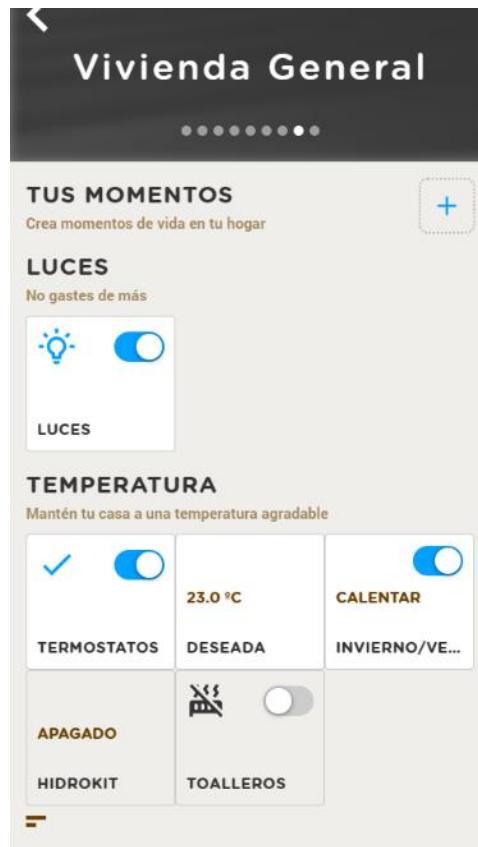 Vivienda General
TUS MOMENTOS
Crea momentos de vida en tu hogar
LUCES
No gastes de más
LUCES
TEMPERATURA
Mantén tu casa a una temperatura agradable
TERMOSTATOS
23.0 ºC
DESEADA
CALENTAR
INVIERNO/VE...
APAGADO
HIDROKIT
TOALLEROS